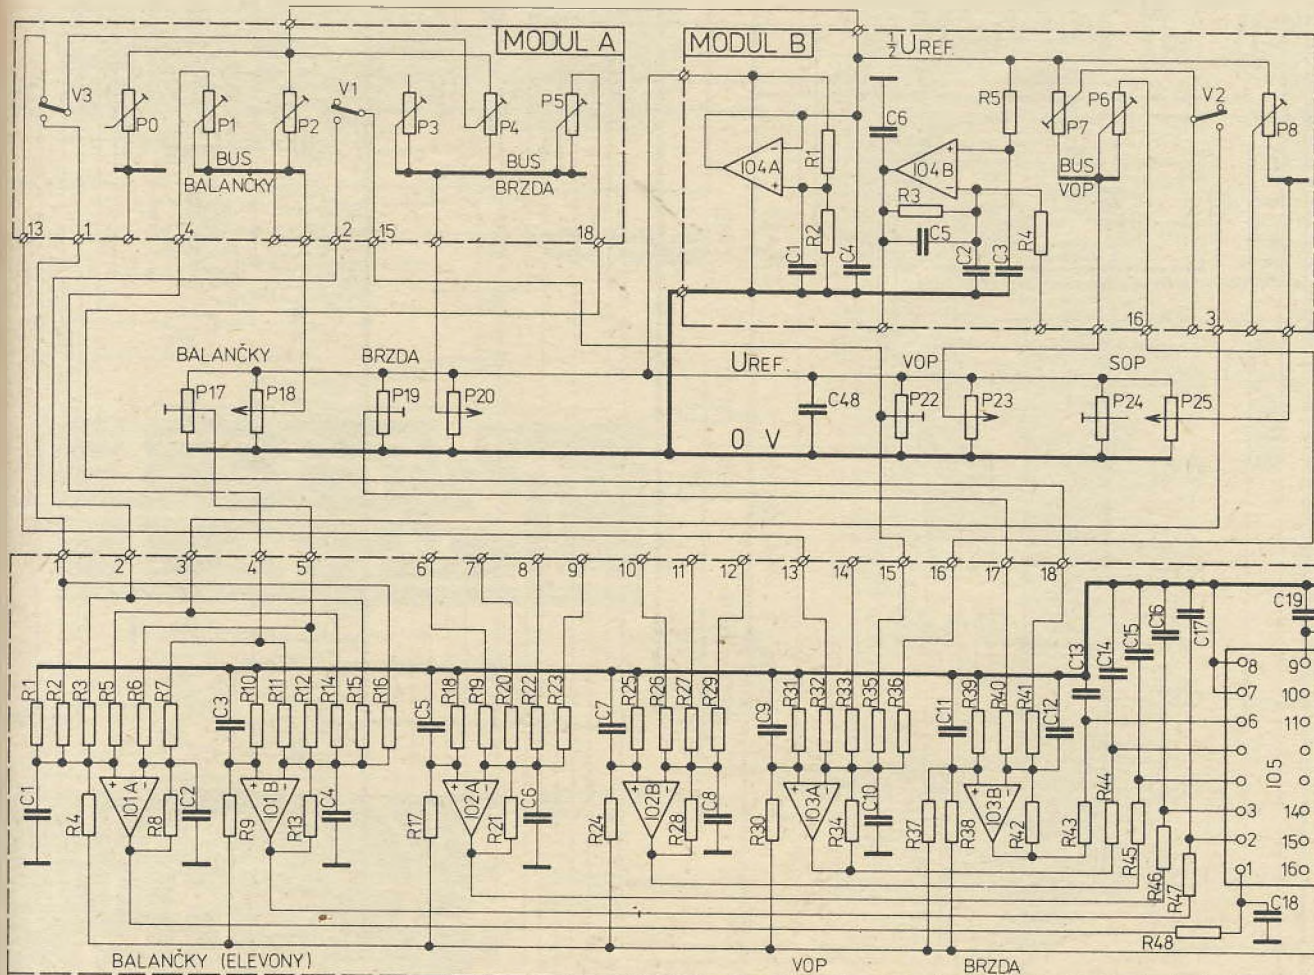 MODUL A
MODUL B
½UREF.
V3
P0
P1
P2
V1
P3
P4
P5
BUS
BALANČKY
BUS
BRZDA
C6
IO4A
R1
R2
C1
C4
IO4B
R5
R3
C5
C2
C3
R4
P7
P6
BUS
VOP
V2
P8
13
1
4
2
15
18
16
3
BALANČKY
BRZDA
UREF.
VOP
SOP
P17
P18
P19
P20
C48
P22
P23
P24
P25
0 V
1
2
3
4
5
6
7
8
9
10
11
12
13
14
15
16
17
18
C13
C14
C15
C16
C17
C19
R1
R2
R3
R5
R6
R7
C3
R10
R11
R12
R14
R15
R16
C5
R18
R19
R20
R22
R23
C7
R25
R26
R27
R29
C9
R31
R32
R33
R35
R36
C11
R39
R40
R41
C12
8
9
7
10
6
11
3
14
2
15
1
16
IO5
C1
R4
IO1A
R8
C2
R9
IO1B
R13
C4
R17
IO2A
R21
C6
R24
IO2B
R28
C8
R30
IO3A
R34
C10
R37
R38
IO3B
R42
R43
R44
R45
R46
R47
R48
C18
BALANČKY (ELEVONY)
VOP
BRZDA